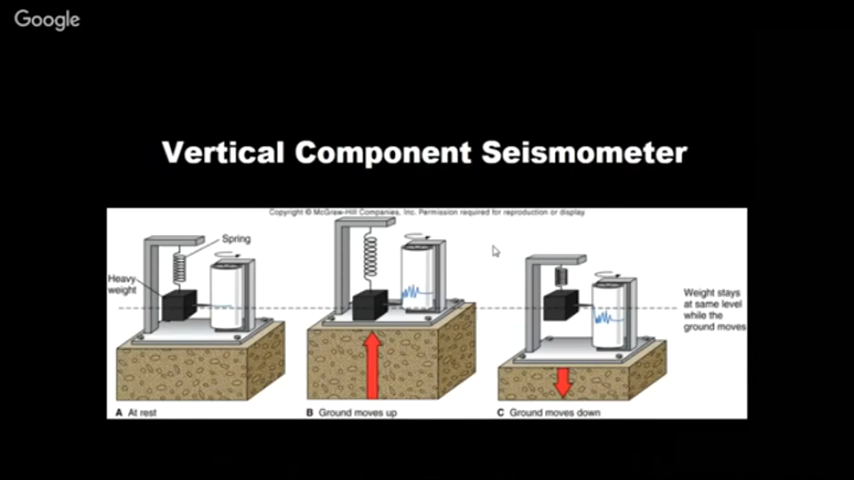 Google
Vertical Component Seismometer
Copyright © McGraw-Hill Companies, Inc. Permission required for reproduction or display
Spring
Heavy
weight
Weight stays
at same level
while the
ground moves
A At rest
B Ground moves up
C Ground moves down